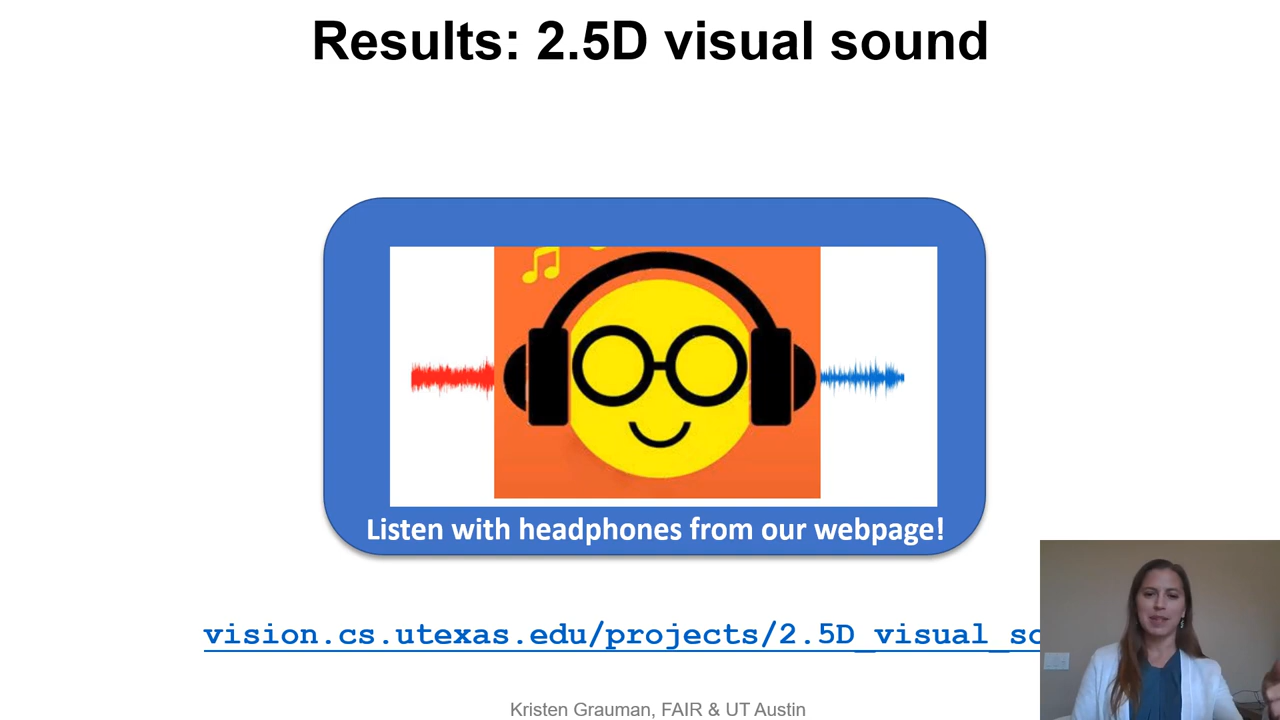 Results: 2.5D visual sound
Listen with headphones from our webpage!
vision.cs.utexas.edu/projects/2.5D_visual_so
Kristen Grauman, FAIR & UT Austin